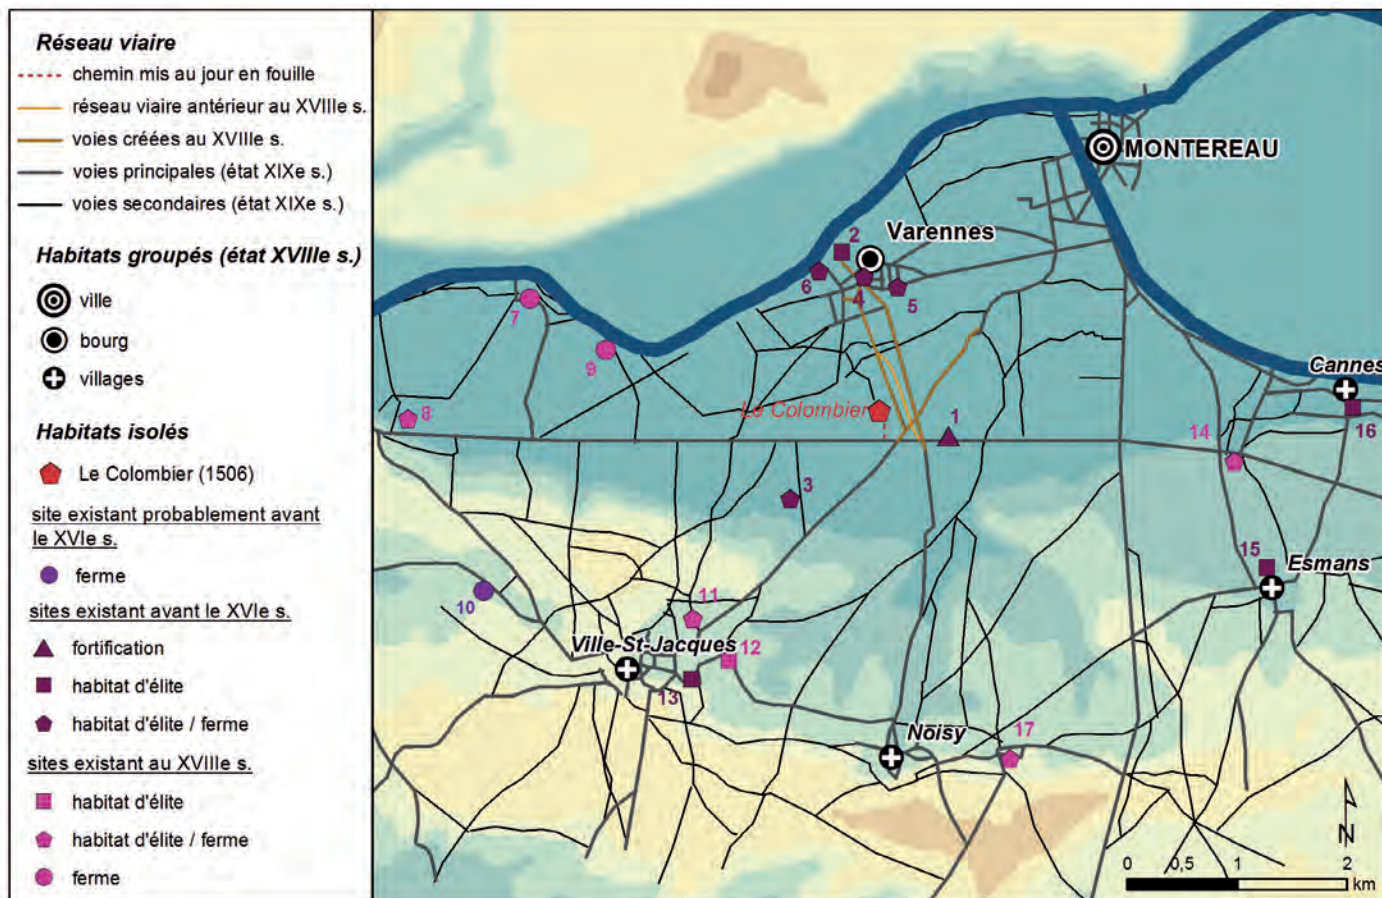 Réseau viaire
chemin mis au jour en fouille
réseau viaire antérieur au XVIIIe s.
voies créées au XVIIIe s.
voies principales (état XIXe s.)
voies secondaires (état XIXe s.)
Habitats groupés (état XVIIIe s.)
ville
bourg
villages
Habitats isolés
Le Colombier (1506)
site existant probablement avant
le XVIe s.
ferme
sites existant avant le XVIe s.
fortification
habitat d'élite
habitat d'élite / ferme
sites existant au XVIIIe s.
habitat d'élite
habitat d'élite / ferme
ferme
MONTEREAU
Varennes
2
6
4
5
7
9
Cannes
8
Le Colombier
1
14
16
3
15
Esmans
10
11
Ville-St-Jacques
12
13
Noisy
17
N
0 0,5 1 2
km